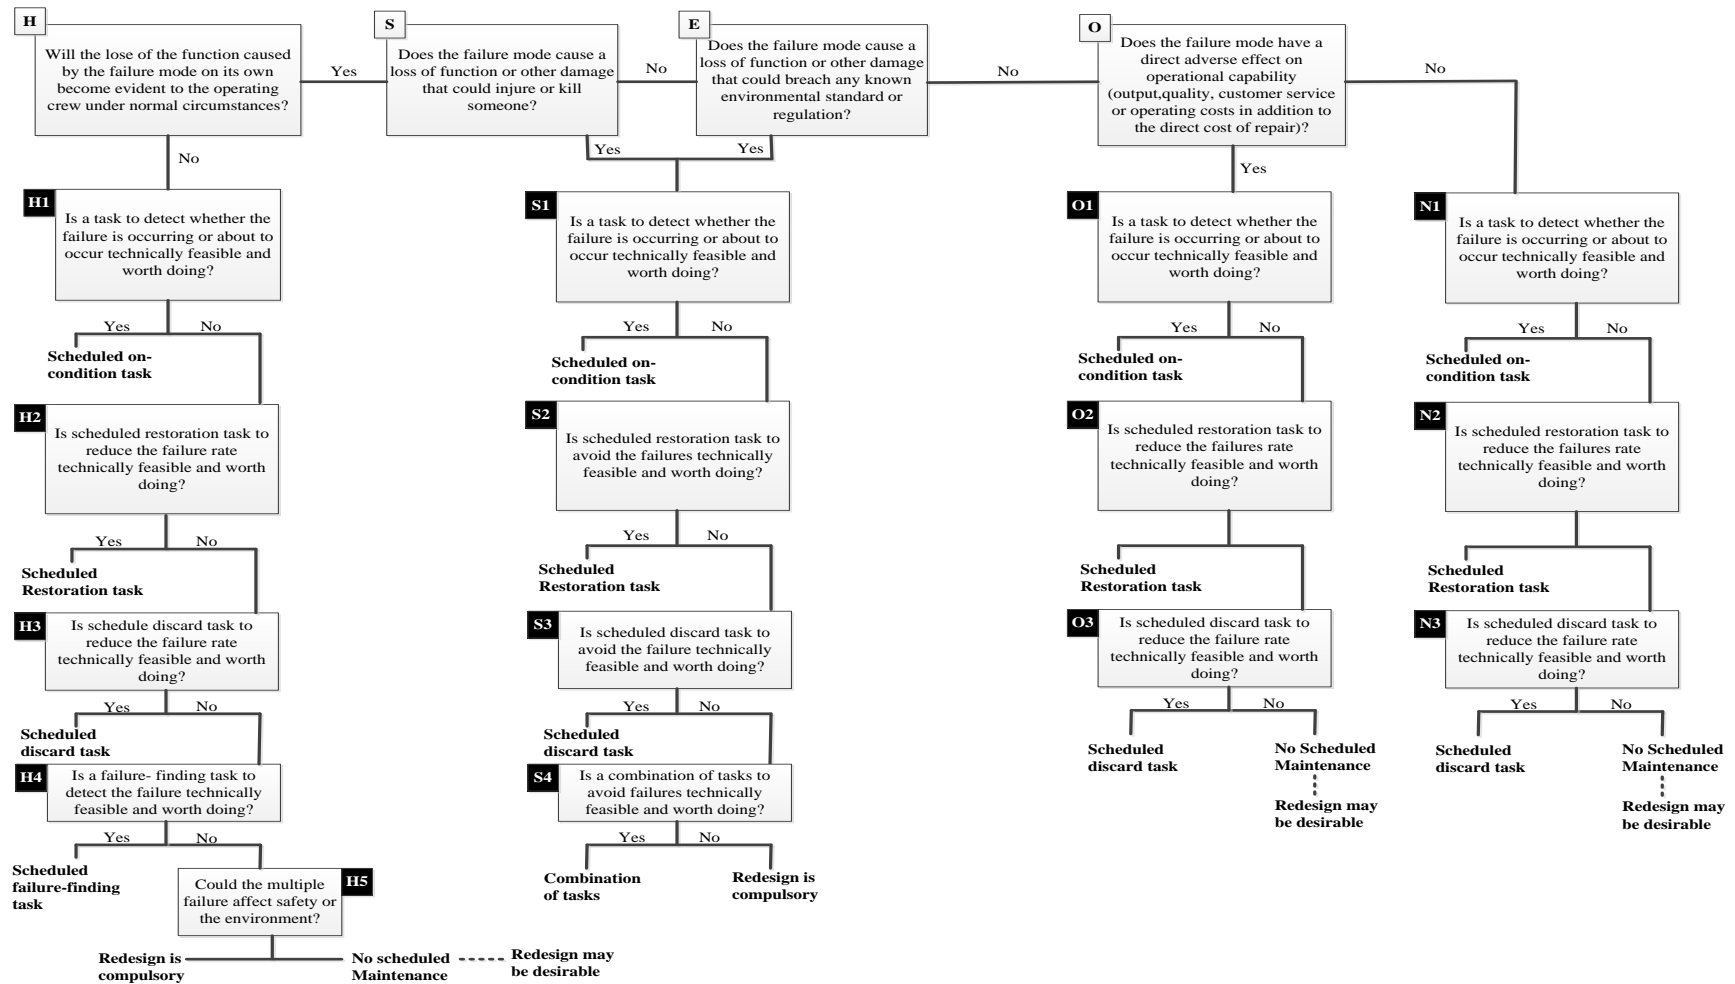 H
Will the lose of the function caused
by the failure mode on its own
become evident to the operating
crew under normal circumstances?
Yes
No
S
Does the failure mode cause a
loss of function or other damage
that could injure or kill
someone?
No
Yes
E
Does the failure mode cause a
loss of function or other damage
that could breach any known
environmental standard or
regulation?
No
Yes
O
Does the failure mode have a
direct adverse effect on
operational capability
(output,quality, customer service
or operating costs in addition to
the direct cost of repair)?
No
Yes
H1
Is a task to detect whether the
failure is occurring or about to
occur technically feasible and
worth doing?
Yes
No
Scheduled on-
condition task
H2
Is scheduled restoration task to
reduce the failure rate
technically feasible and worth
doing?
Yes
No
Scheduled
Restoration task
H3
Is schedule discard task to
reduce the failure rate
technically feasible and worth
doing?
Yes
No
Scheduled
discard task
H4
Is a failure- finding task to
detect the failure technically
feasible and worth doing?
Yes
No
Scheduled
failure-finding
task
H5
Could the multiple
failure affect safety or
the environment?
Redesign is
compulsory
No scheduled
Maintenance
Redesign may
be desirable
S1
Is a task to detect whether the
failure is occurring or about to
occur technically feasible and
worth doing?
Yes
No
Scheduled on-
condition task
S2
Is scheduled restoration task to
avoid the failures technically
feasible and worth doing?
Yes
No
Scheduled
Restoration task
S3
Is scheduled discard task to
avoid the failure technically
feasible and worth doing?
Yes
No
Scheduled
discard task
S4
Is a combination of tasks to
avoid failures technically
feasible and worth doing?
Yes
No
Combination
of tasks
Redesign is
compulsory
O1
Is a task to detect whether the
failure is occurring or about to
occur technically feasible and
worth doing?
Yes
No
Scheduled on-
condition task
O2
Is scheduled restoration task to
reduce the failures rate
technically feasible and worth
doing?
Scheduled
Restoration task
O3
Is scheduled discard task to
reduce the failure rate
technically feasible and worth
doing?
Yes
No
Scheduled
discard task
No Scheduled
Maintenance
Redesign may
be desirable
N1
Is a task to detect whether the
failure is occurring or about to
occur technically feasible and
worth doing?
Yes
No
Scheduled on-
condition task
N2
Is scheduled restoration task to
reduce the failures rate
technically feasible and worth
doing?
Scheduled
Restoration task
N3
Is scheduled discard task to
reduce the failure rate
technically feasible and worth
doing?
Yes
No
Scheduled
discard task
No Scheduled
Maintenance
Redesign may
be desirable